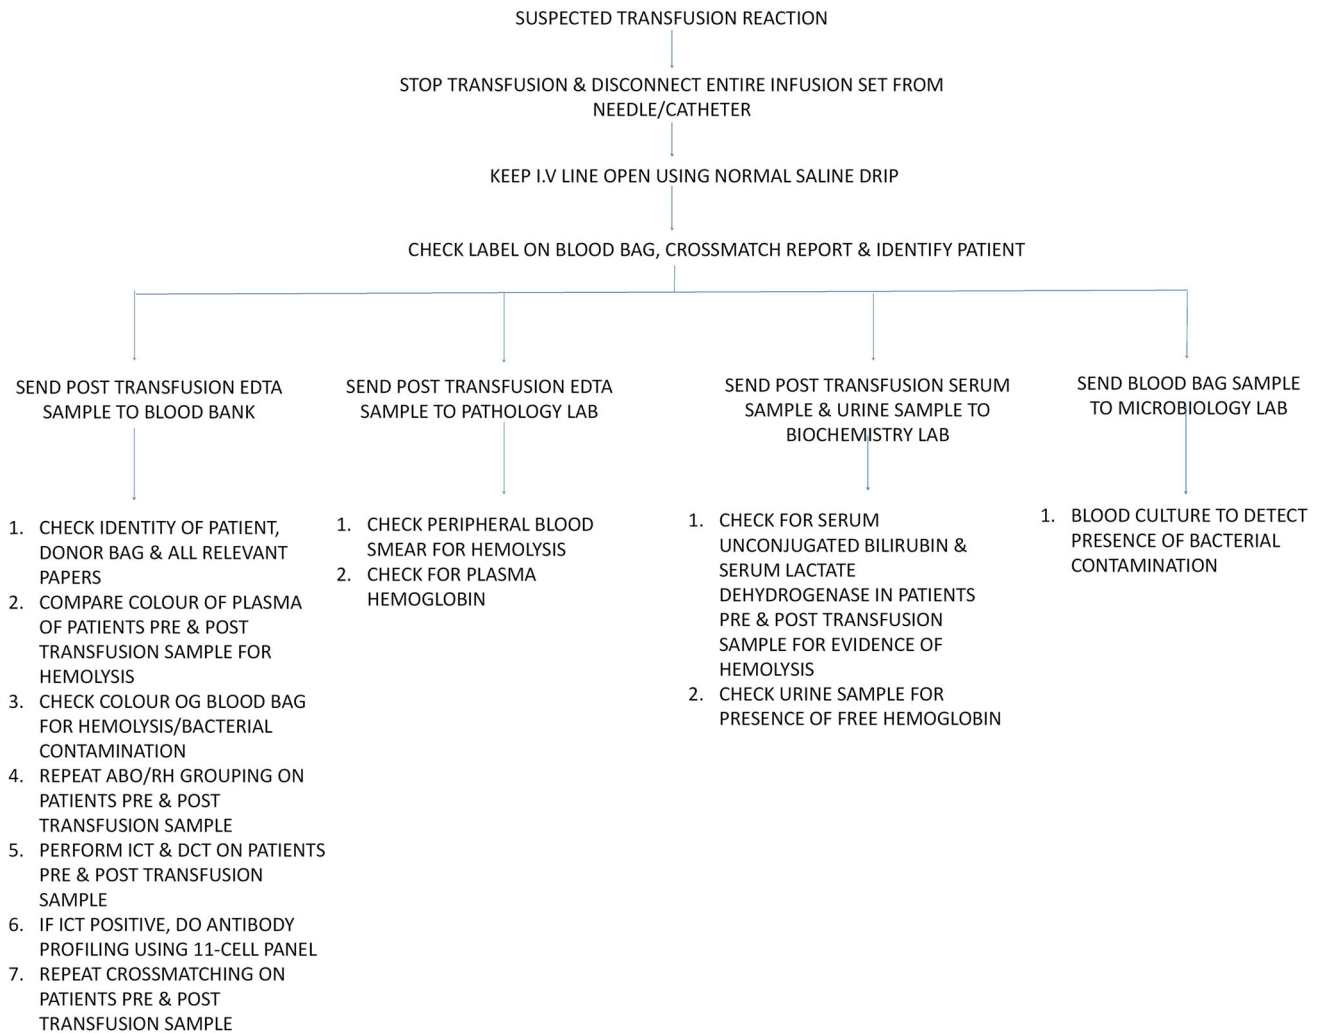 SUSPECTED TRANSFUSION REACTION
STOP TRANSFUSION & DISCONNECT ENTIRE INFUSION SET FROM
NEEDLE/CATHETER
KEEP I.V LINE OPEN USING NORMAL SALINE DRIP
CHECK LABEL ON BLOOD BAG, CROSSMATCH REPORT & IDENTIFY PATIENT
SEND POST TRANSFUSION EDTA
SAMPLE TO BLOOD BANK
1. CHECK IDENTITY OF PATIENT,
DONOR BAG & ALL RELEVANT
PAPERS
2. COMPARE COLOUR OF PLASMA
OF PATIENTS PRE & POST
TRANSFUSION SAMPLE FOR
HEMOLYSIS
3. CHECK COLOUR OG BLOOD BAG
FOR HEMOLYSIS/BACTERIAL
CONTAMINATION
4. REPEAT ABO/RH GROUPING ON
PATIENTS PRE & POST
TRANSFUSION SAMPLE
5. PERFORM ICT & DCT ON PATIENTS
PRE & POST TRANSFUSION
SAMPLE
6. IF ICT POSITIVE, DO ANTIBODY
PROFILING USING 11-CELL PANEL
7. REPEAT CROSSMATCHING ON
PATIENTS PRE & POST
TRANSFUSION SAMPLE
SEND POST TRANSFUSION EDTA
SAMPLE TO PATHOLOGY LAB
1. CHECK PERIPHERAL BLOOD
SMEAR FOR HEMOLYSIS
2. CHECK FOR PLASMA
HEMOGLOBIN
SEND POST TRANSFUSION SERUM
SAMPLE & URINE SAMPLE TO
BIOCHEMISTRY LAB
1. CHECK FOR SERUM
UNCONJUGATED BILIRUBIN &
SERUM LACTATE
DEHYDROGENASE IN PATIENTS
PRE & POST TRANSFUSION
SAMPLE FOR EVIDENCE OF
HEMOLYSIS
2. CHECK URINE SAMPLE FOR
PRESENCE OF FREE HEMOGLOBIN
SEND BLOOD BAG SAMPLE
TO MICROBIOLOGY LAB
1. BLOOD CULTURE TO DETECT
PRESENCE OF BACTERIAL
CONTAMINATION